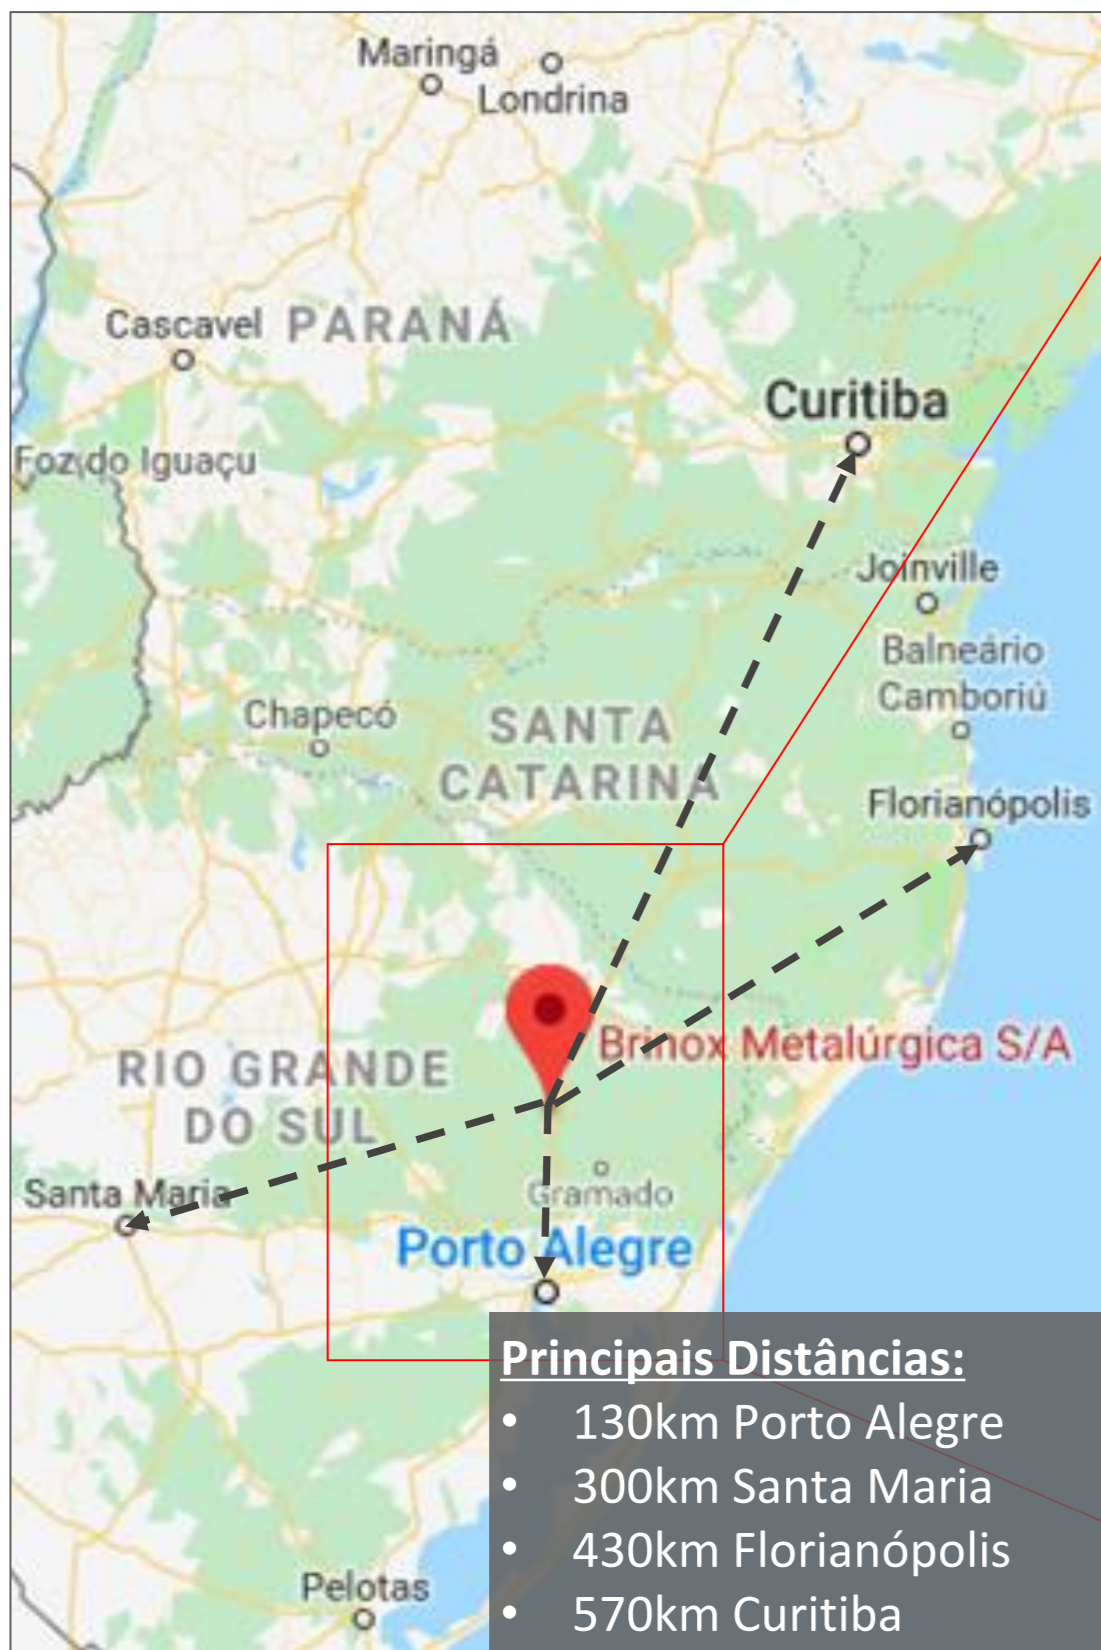 Maringá
Londrina
Cascavel
PARANÁ
Curitiba
Foz do Iguaçu
Joinville
Balneário
Camboriú
Chapecó
SANTA
CATARINA
Florianópolis
Brinox Metalúrgica S/A
RIO GRANDE
DO SUL
Santa Maria
Gramado
Porto Alegre
Principais Distâncias:
• 130km Porto Alegre
• 300km Santa Maria
• 430km Florianópolis
• 570km Curitiba
Pelotas